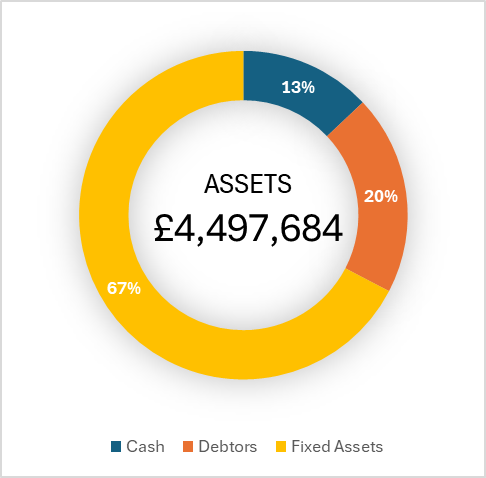 13%
ASSETS
20%
£4,497,684
67%
Cash Debtors Fixed Assets